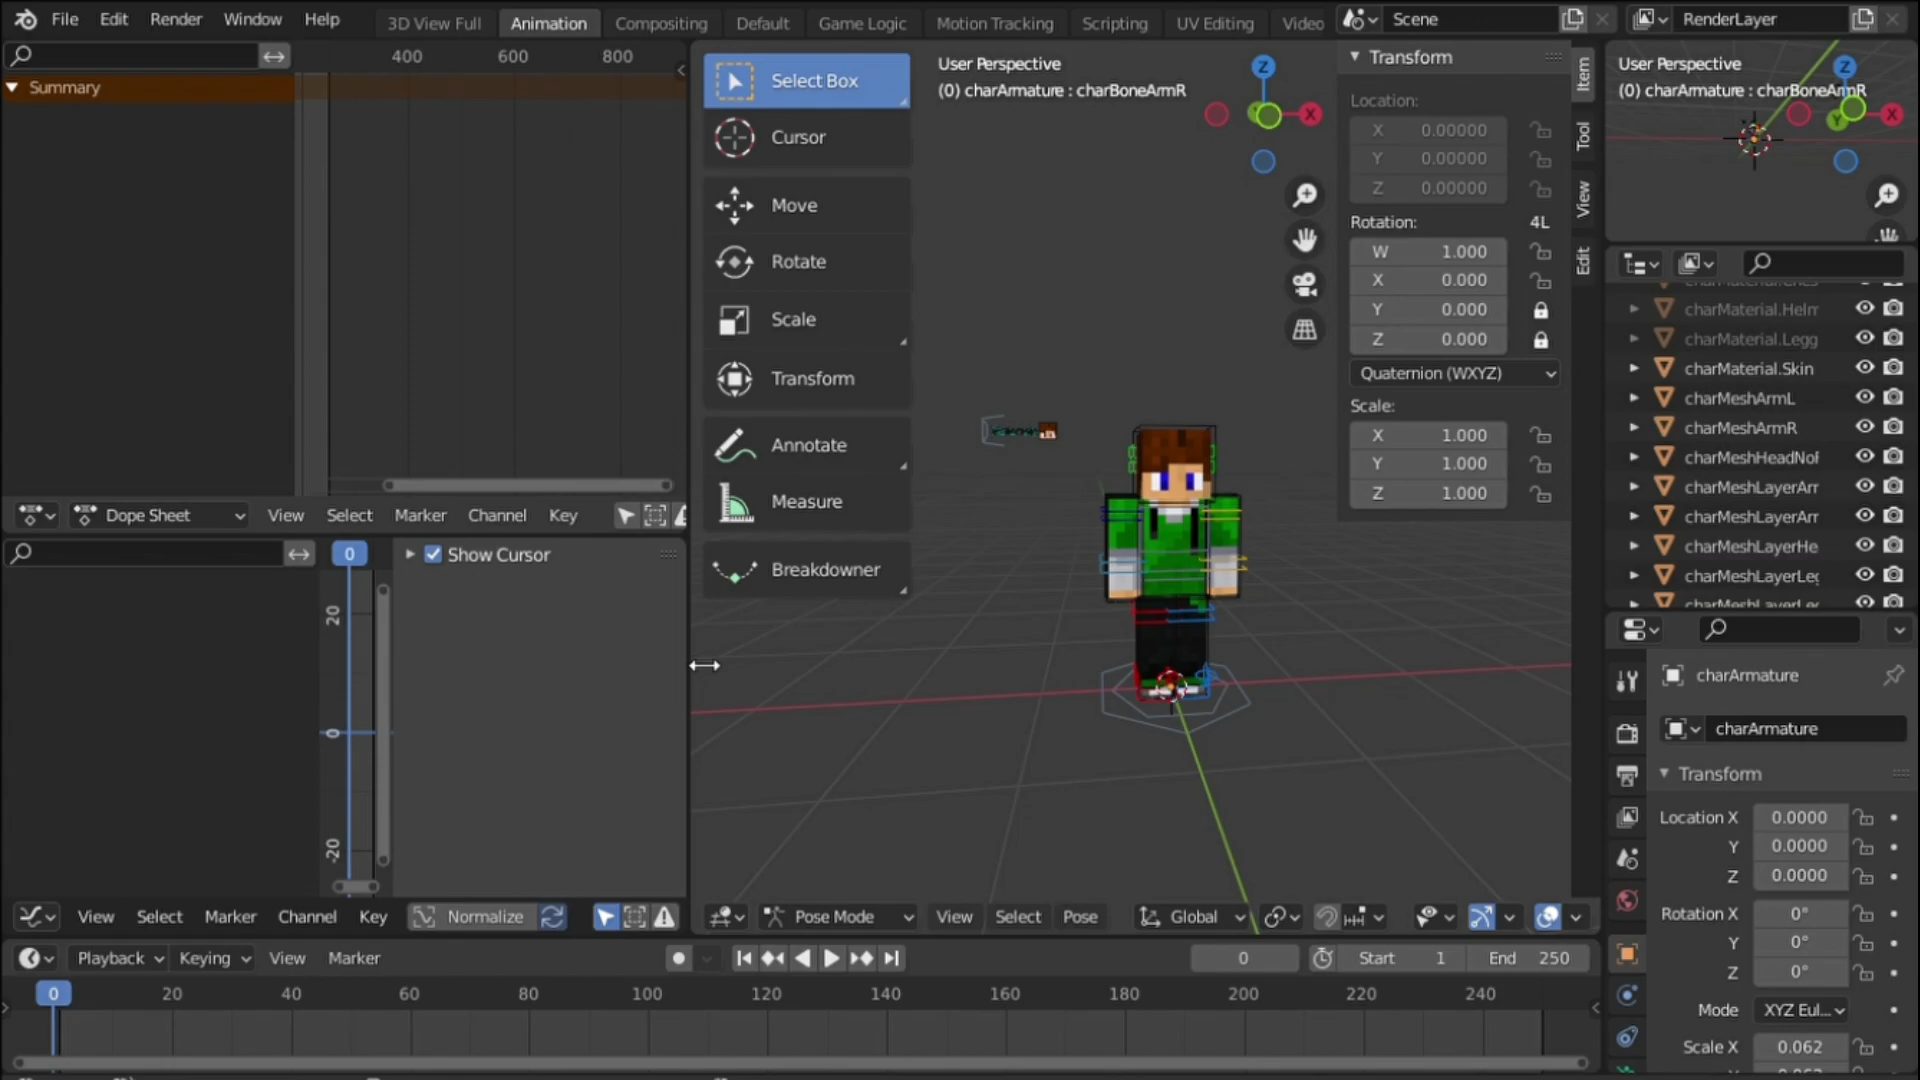 File Edit Render Window Help 3D View Full Animation Compositing Default Game Logic Motion Tracking Scripting UV Editing Video Scene RenderLayer
400 600 800
Summary
Dope Sheet View Select Marker Channel Key
0 Show Cursor
20
0
-20
View Select Marker Channel Key Normalize
Select Box
Cursor
Move
Rotate
Scale
Transform
Annotate
Measure
Breakdowner
User Perspective
(0) charArmature : charBoneArmR
Z
X
Transform
Location:
X 0.00000
Y 0.00000
Z 0.00000
Rotation: 4L
W 1.000
X 0.000
Y 0.000
Z 0.000
Quaternion (WXYZ)
Scale:
X 1.000
Y 1.000
Z 1.000
Item
Tool
View
Edit
Pose Mode View Select Pose Global
User Perspective
(0) charArmature : charBoneArmR
Z
X
Y
charMaterial.Helm
charMaterial.Legg
charMaterial.Skin
charMeshArmL
charMeshArmR
charMeshHeadNo
charMeshLayerArr
charMeshLayerArr
charMeshLayerHe
charMeshLayerLeg
charArmature
charArmature
Transform
Location X 0.0000
Y 0.0000
Z 0.0000
Rotation X 0°
Y 0°
Z 0°
Mode XYZ Eul...
Scale X 0.062
Playback Keying View Marker 0 Start 1 End 250
0 20 40 60 80 100 120 140 160 180 200 220 240